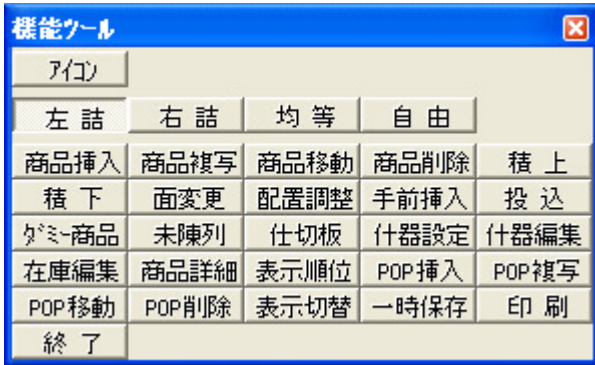 機能ツール
アイコン
左 詰 右 詰 均 等 自 由
商品挿入 商品複写 商品移動 商品削除 積 上
積 下 面変更 配置調整 手前挿入 投 込
ダミー商品 未陳列 仕切板 什器設定 什器編集
在庫編集 商品詳細 表示順位 POP挿入 POP複写
POP移動 POP削除 表示切替 一時保存 印 刷
終 了